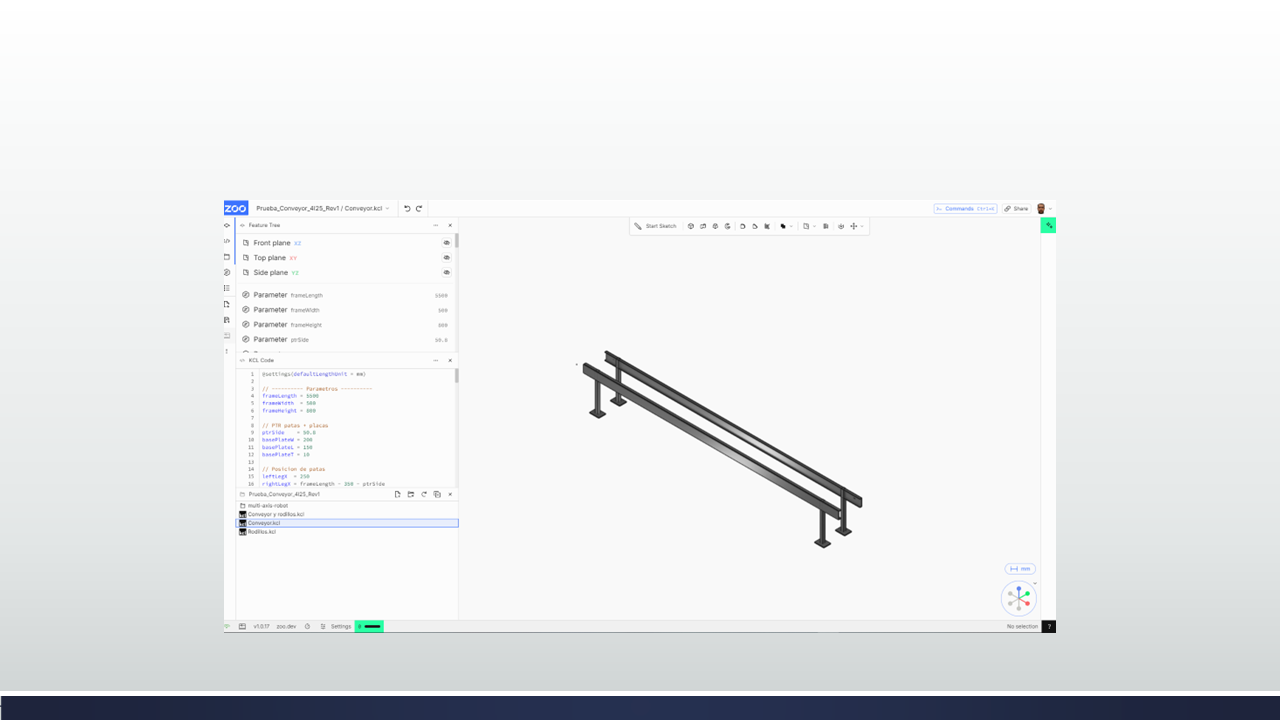 ZOO
Prueba_Conveyor_4I25_Rev1 / Conveyor.kcl
Commands Ctrl+K
Share
Feature Tree
Front plane XZ
Top plane XY
Side plane YZ
Parameter frameLength 6600
Parameter frameWidth 500
Parameter frameHeight 800
Parameter ptrSide 50.8
Start Sketch
KCL Code
1 @settings(defaultLengthUnit = mm)
2
3 // ---------- Parametros ----------
4 frameLength = 6600
5 frameWidth = 500
6 frameHeight = 800
7
8 // PTR patas + placas
9 ptrSide = 50.8
10 basePlateW = 200
11 basePlateL = 180
12 basePlateT = 10
13
14 // Posicion de patas
15 leftLegX = 250
16 rightLegX = frameLength - 260 - ptrSide
Prueba_Conveyor_4I25_Rev1
multi-axis-robot
Conveyor y rodillos.kcl
Conveyor.kcl
Rodillos.kcl
mm
v1.0.17
zoo.dev
Settings
No selection
?